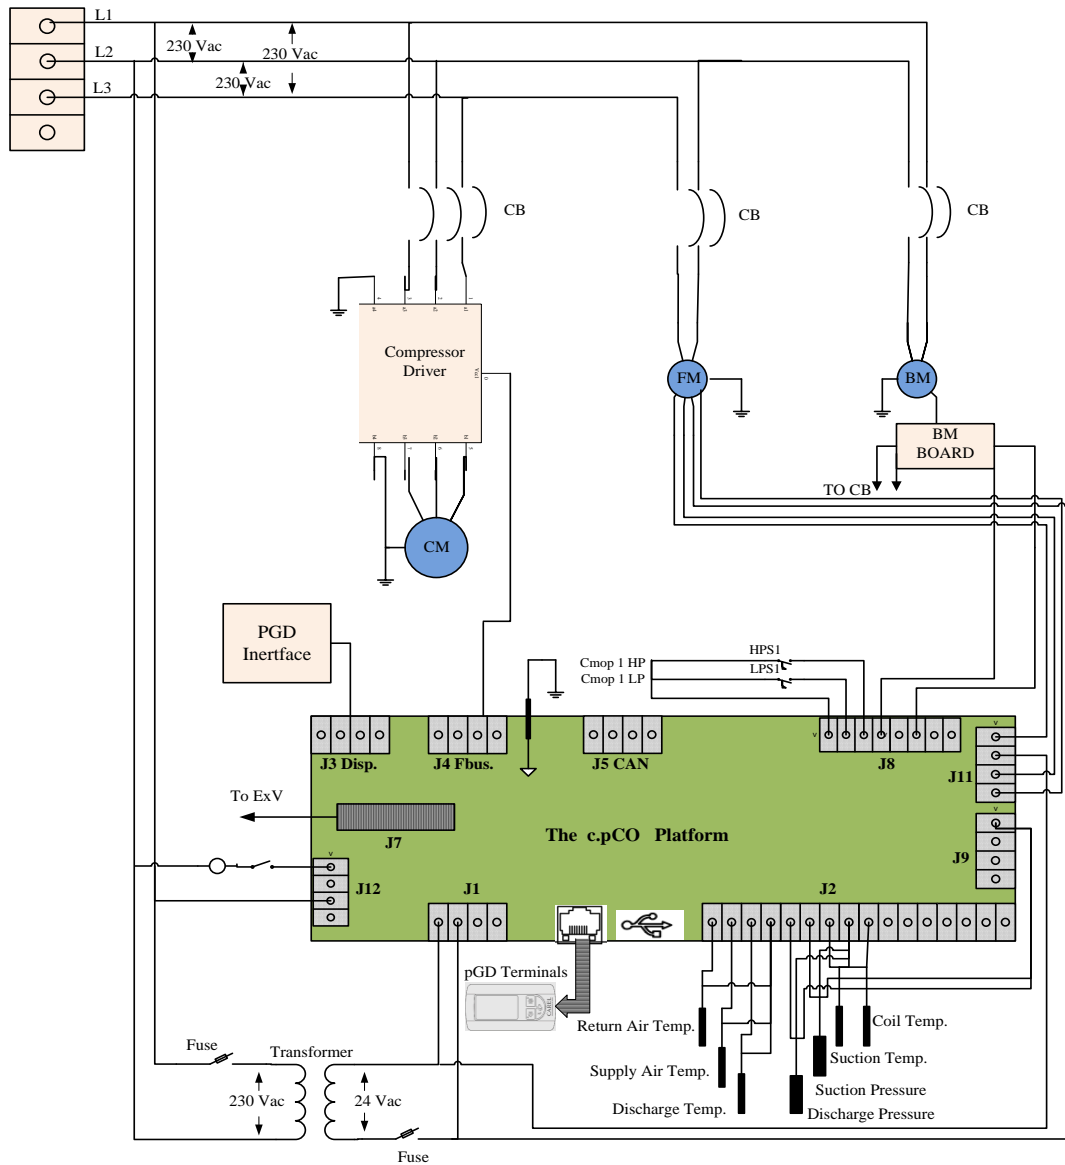 L1
230 Vac
230 Vac
L2
230 Vac
L3
CB
CB
CB
Compressor
Driver
FM
BM
BM
BOARD
TO CB
CM
PGD
Inertface
HPS1
Cmop 1 HP
LPS1
Cmop 1 LP
J3 Disp.
J4 Fbus.
J5 CAN
J8
J11
To ExV
J7
The c.pCO Platform
J9
J12
J1
J2
pGD Terminals
CAREL
Return Air Temp.
Coil Temp.
Supply Air Temp.
Suction Temp.
Discharge Temp.
Suction Pressure
Discharge Pressure
Fuse
Transformer
230 Vac
24 Vac
Fuse